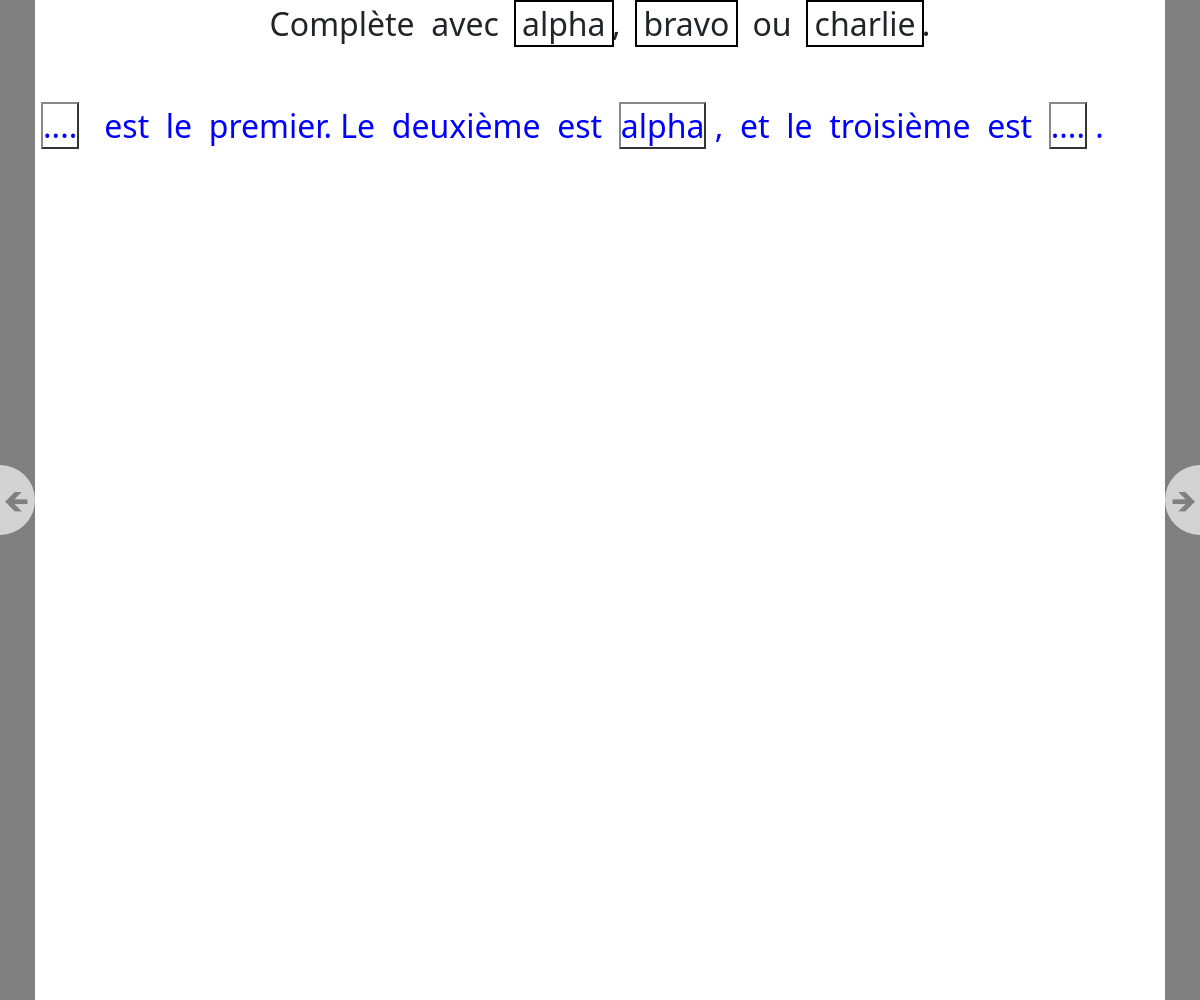 Complète avec alpha, bravo ou charlie.
.... est le premier. Le deuxième est alpha , et le troisième est .... .